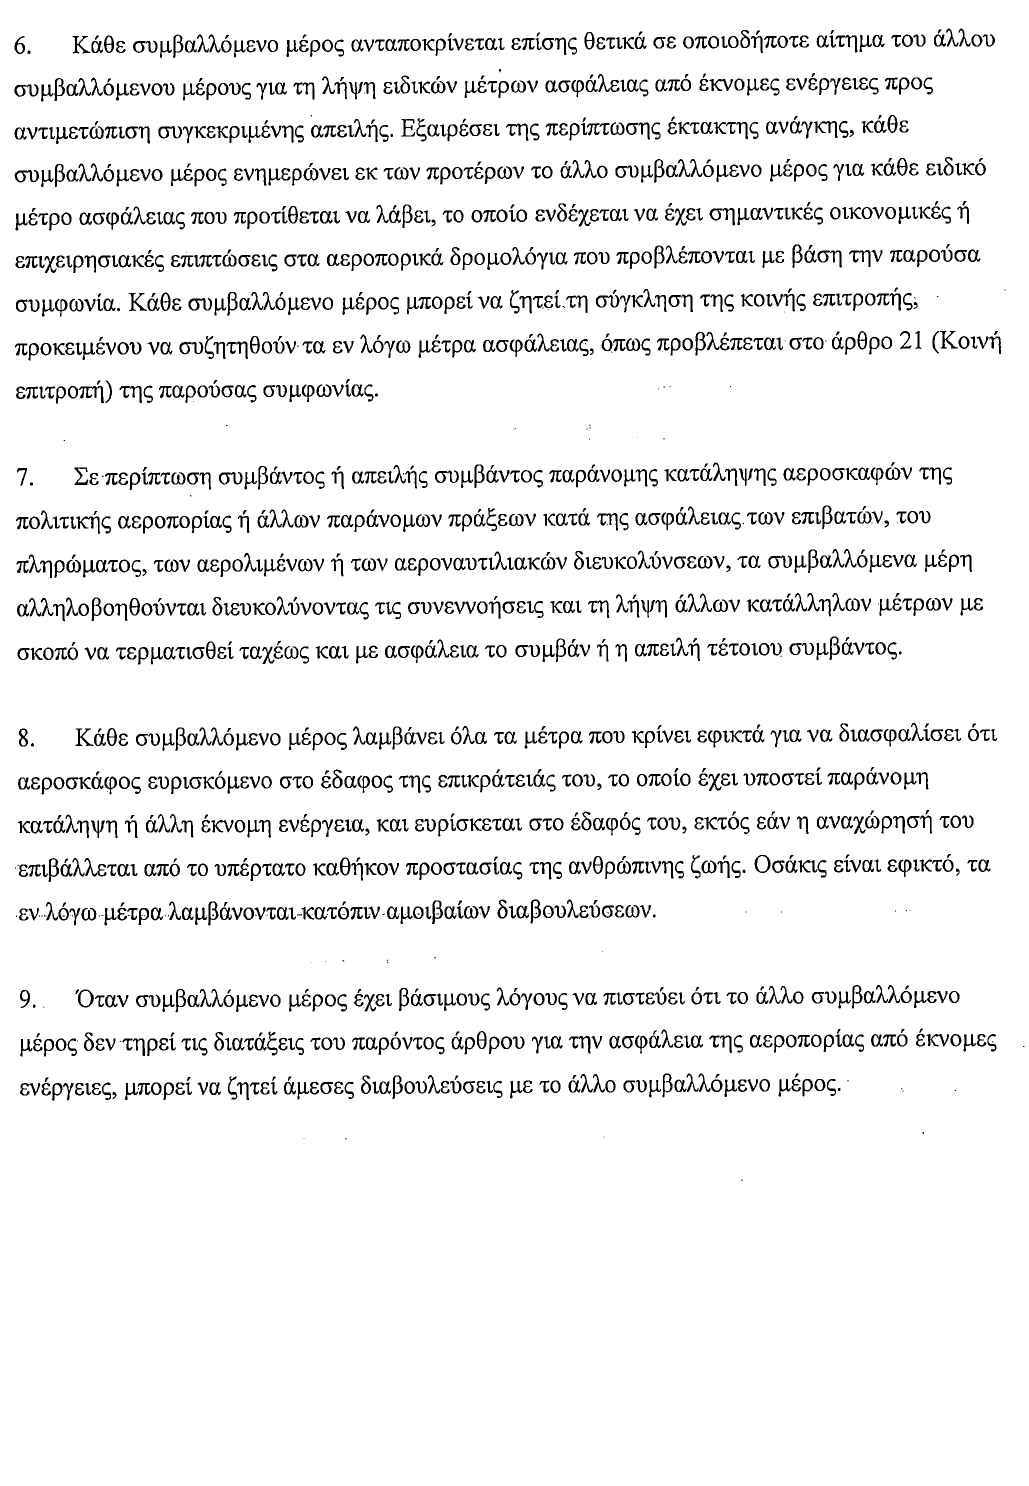 6. Κάθε συμβαλλόμενο μέρος ανταποκρίνεται επίσης θετικά σε οποιοδήποτε αίτημα του άλλου
συμβαλλόμενου μέρους για τη λήψη ειδικών μέτρων ασφάλειας από έκνομες ενέργειες προς
αντιμετώπιση συγκεκριμένης απειλής. Εξαιρέσει της περίπτωσης έκτακτης ανάγκης, κάθε
συμβαλλόμενο μέρος ενημερώνει εκ των προτέρων το άλλο συμβαλλόμενο μέρος για κάθε ειδικό
μέτρο ασφάλειας που προτίθεται να λάβει, το οποίο ενδέχεται να έχει σημαντικές οικονομικές ή
επιχειρησιακές επιπτώσεις στα αεροπορικά δρομολόγια που προβλέπονται με βάση την παρούσα
συμφωνία. Κάθε συμβαλλόμενο μέρος μπορεί να ζητεί τη σύγκληση της κοινής επιτροπής,
προκειμένου να συζητηθούν τα εν λόγω μέτρα ασφάλειας, όπως προβλέπεται στο άρθρο 21 (Κοινή
επιτροπή) της παρούσας συμφωνίας.
7. Σε περίπτωση συμβάντος ή απειλής συμβάντος παράνομης κατάληψης αεροσκαφών της
πολιτικής αεροπορίας ή άλλων παράνομων πράξεων κατά της ασφάλειας των επιβατών, του
πληρώματος, των αερολιμένων ή των αεροναυτιλιακών διευκολύνσεων, τα συμβαλλόμενα μέρη
αλληλοβοηθούνται διευκολύνοντας τις συνεννοήσεις και τη λήψη άλλων κατάλληλων μέτρων με
σκοπό να τερματισθεί ταχέως και με ασφάλεια το συμβάν ή η απειλή τέτοιου συμβάντος.
8. Κάθε συμβαλλόμενο μέρος λαμβάνει όλα τα μέτρα που κρίνει εφικτά για να διασφαλίσει ότι
αεροσκάφος ευρισκόμενο στο έδαφος της επικράτειάς του, το οποίο έχει υποστεί παράνομη
κατάληψη ή άλλη έκνομη ενέργεια, και ευρίσκεται στο έδαφός του, εκτός εάν η αναχώρησή του
επιβάλλεται από το υπέρτατο καθήκον προστασίας της ανθρώπινης ζωής. Οσάκις είναι εφικτό, τα
εν λόγω μέτρα λαμβάνονται κατόπιν αμοιβαίων διαβουλεύσεων.
9. Όταν συμβαλλόμενο μέρος έχει βάσιμους λόγους να πιστεύει ότι το άλλο συμβαλλόμενο
μέρος δεν τηρεί τις διατάξεις του παρόντος άρθρου για την ασφάλεια της αεροπορίας από έκνομες
ενέργειες, μπορεί να ζητεί άμεσες διαβουλεύσεις με το άλλο συμβαλλόμενο μέρος.